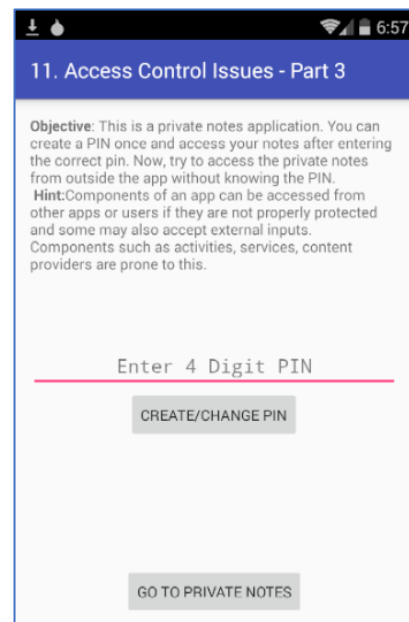 6:57
11. Access Control Issues - Part 3
Objective: This is a private notes application. You can
create a PIN once and access your notes after entering
the correct pin. Now, try to access the private notes
from outside the app without knowing the PIN.
Hint:Components of an app can be accessed from
other apps or users if they are not properly protected
and some may also accept external inputs.
Components such as activities, services, content
providers are prone to this.
Enter 4 Digit PIN
CREATE/CHANGE PIN
GO TO PRIVATE NOTES